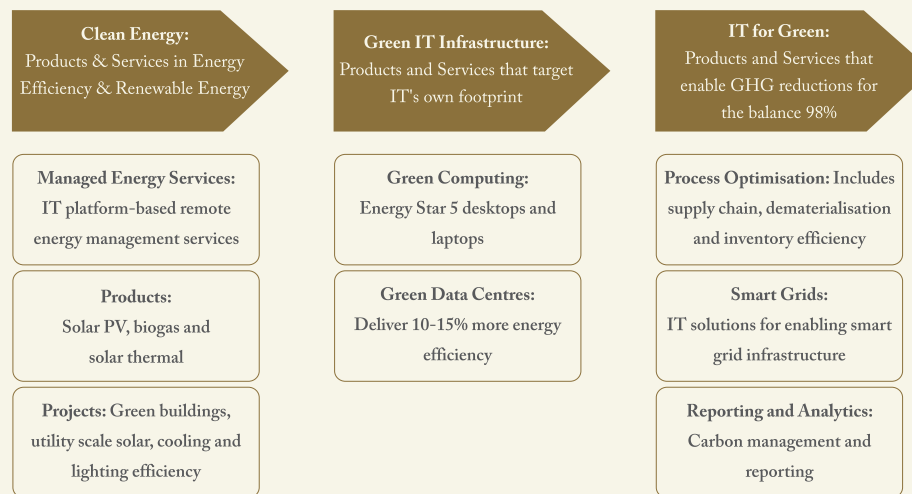 Clean Energy:
Products & Services in Energy
Efficiency & Renewable Energy
Managed Energy Services:
IT platform-based remote
energy management services
Products:
Solar PV, biogas and
solar thermal
Projects: Green buildings,
utility scale solar, cooling and
lighting efficiency
Green IT Infrastructure:
Products and Services that target
IT's own footprint
Green Computing:
Energy Star 5 desktops and
laptops
Green Data Centres:
Deliver 10-15% more energy
efficiency
IT for Green:
Products and Services that
enable GHG reductions for
the balance 98%
Process Optimisation: Includes
supply chain, dematerialisation
and inventory efficiency
Smart Grids:
IT solutions for enabling smart
grid infrastructure
Reporting and Analytics:
Carbon management and
reporting